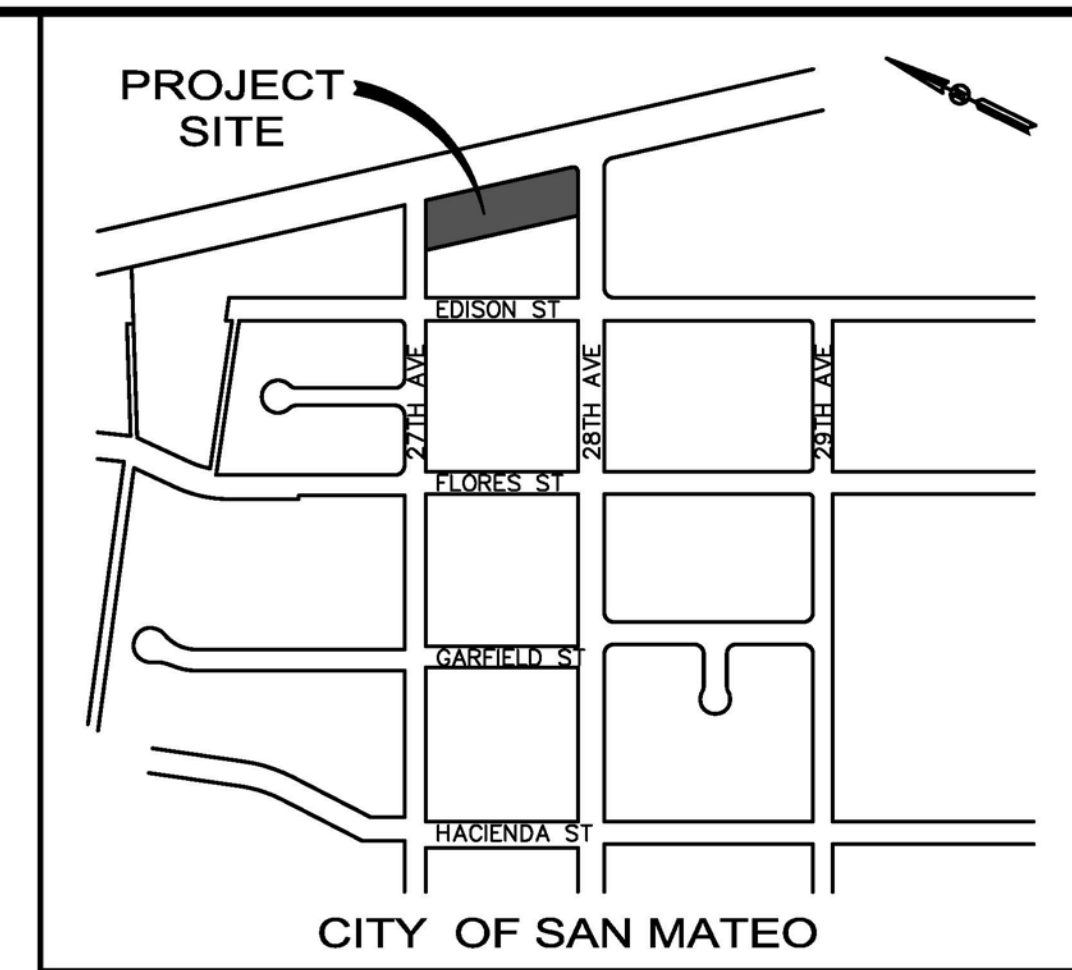 PROJECT
SITE
EDISON ST
27TH AVE
28TH AVE
29TH AVE
FLORES ST
GARFIELD ST
HACIENDA ST
CITY OF SAN MATEO